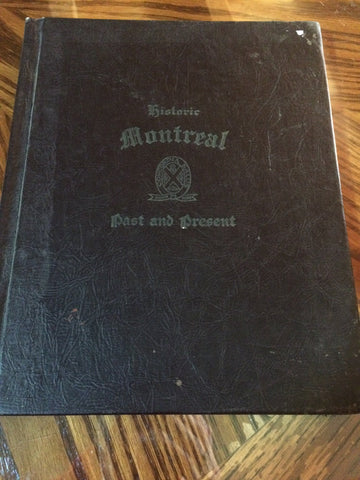 Historic
Montreal
Past and Present